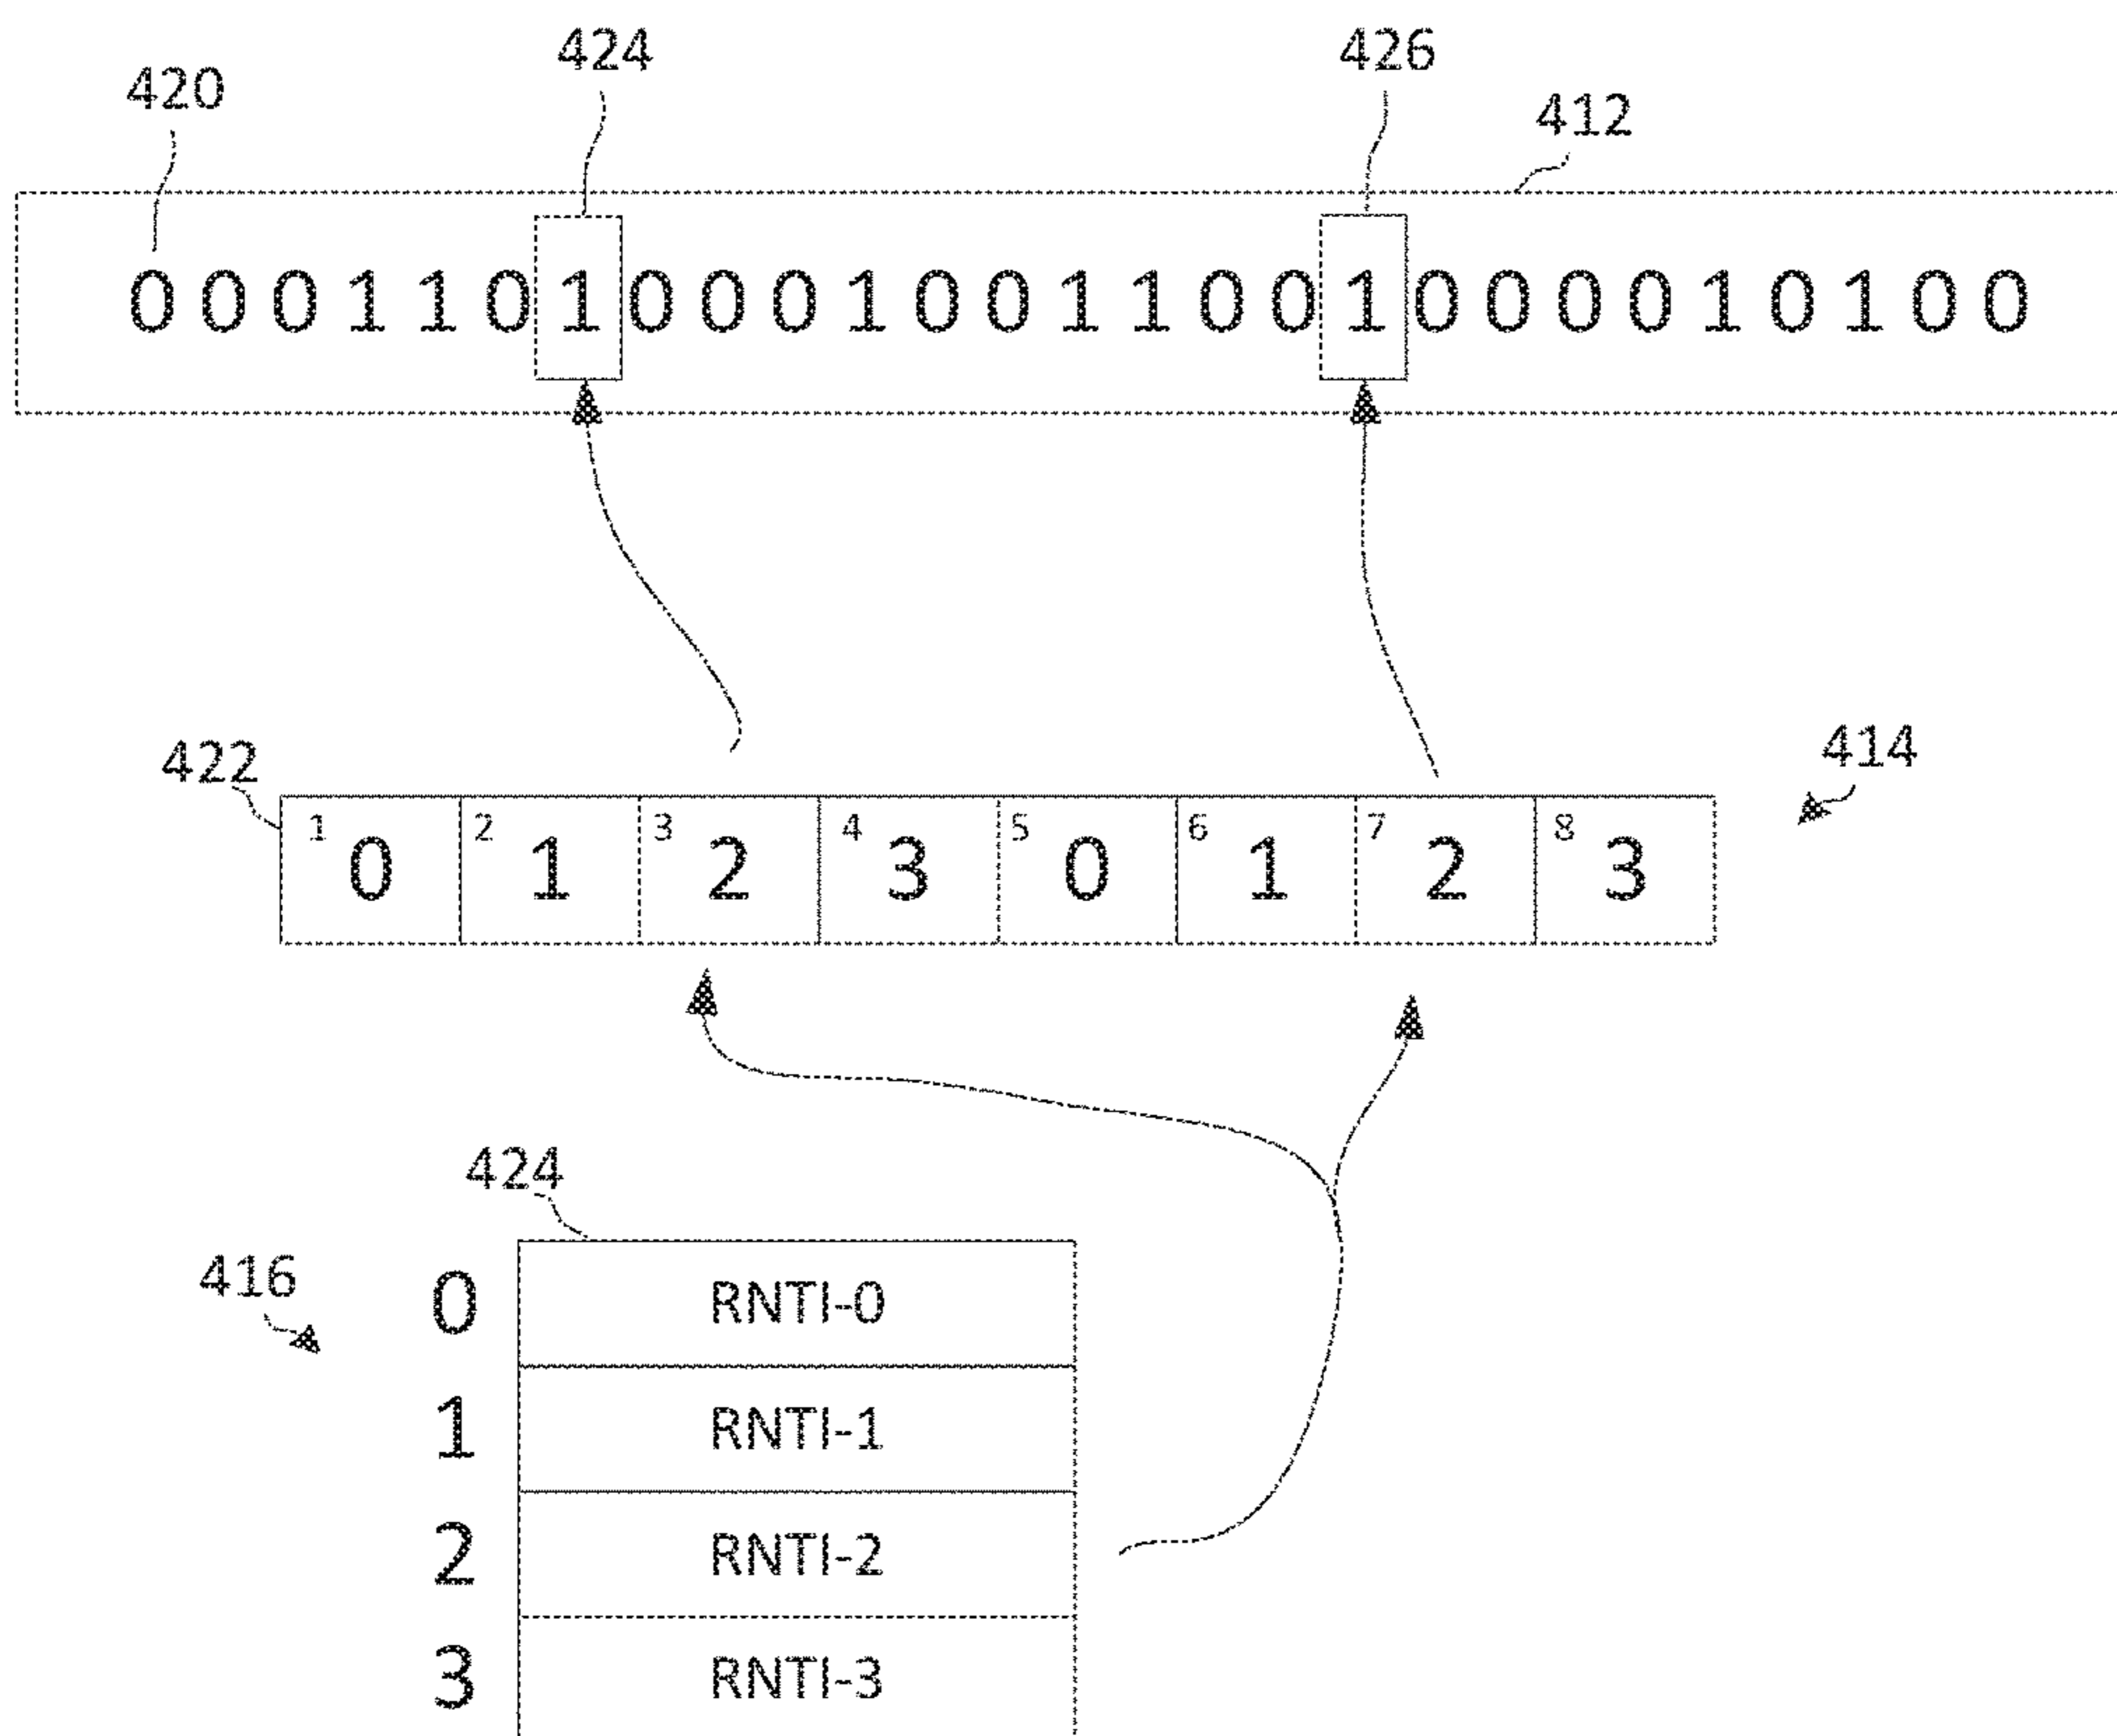 424 426
420 412
0 0 0 1 1 0 1 0 0 0 1 0 0 1 1 0 0 1 0 0 0 0 1 0 1 0 0
422 414
1 0 2 1 3 2 4 3 5 0 6 1 7 2 8 3
424
416
0 RNTI-0
1 RNTI-1
2 RNTI-2
3 RNTI-3